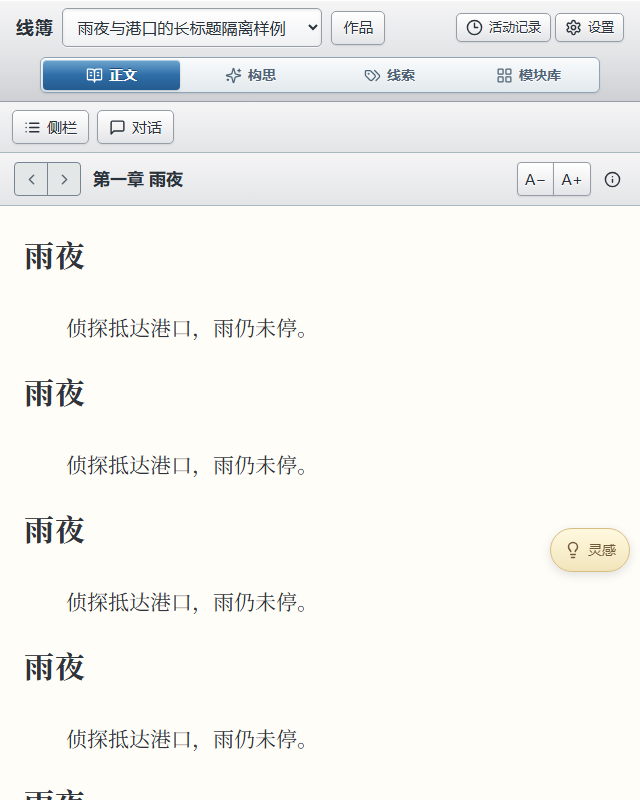 线簿 雨夜与港口的长标题隔离样例 作品 活动记录 设置
正文 构思 线索 模块库
侧栏 对话
第一章 雨夜 A− A+
雨夜
侦探抵达港口，雨仍未停。
雨夜
侦探抵达港口，雨仍未停。
雨夜
灵感
侦探抵达港口，雨仍未停。
雨夜
侦探抵达港口，雨仍未停。
雨夜